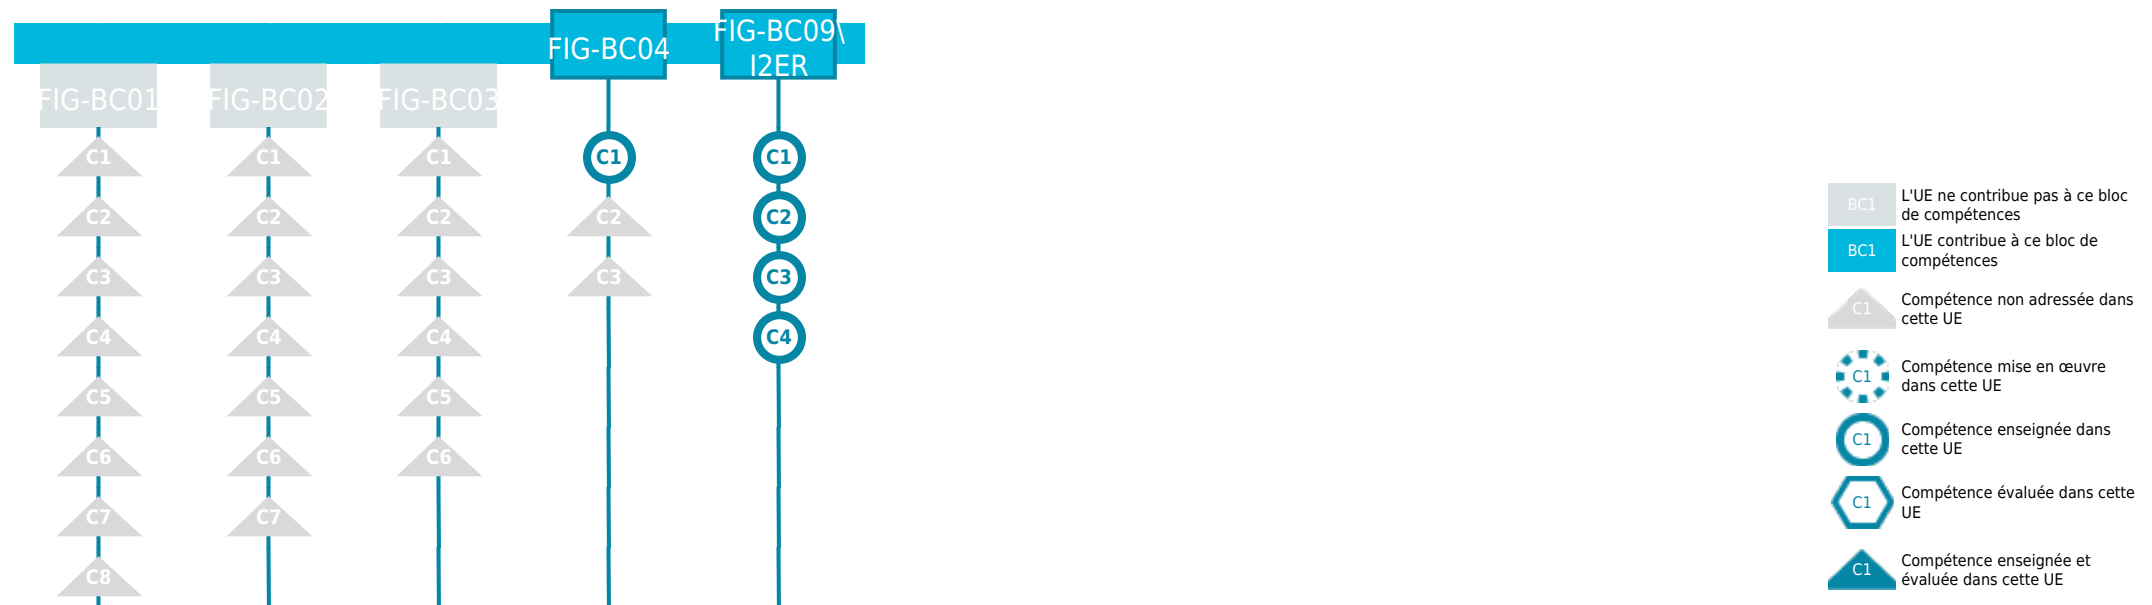 FIG-BC04
FIG-BC09\
I2ER
FIG-BC01
FIG-BC02
FIG-BC03
C1
C1
C1
C1
C1
C2
C2
C2
C2
C2
C3
C3
C3
C3
C3
C4
C4
C4
C4
C5
C5
C5
C6
C6
C6
C7
C7
C8
BC1
L'UE ne contribue pas à ce bloc
de compétences
BC1
L'UE contribue à ce bloc de
compétences
C1
Compétence non adressée dans
cette UE
C1
Compétence mise en œuvre
dans cette UE
C1
Compétence enseignée dans
cette UE
C1
Compétence évaluée dans cette
UE
C1
Compétence enseignée et
évaluée dans cette UE